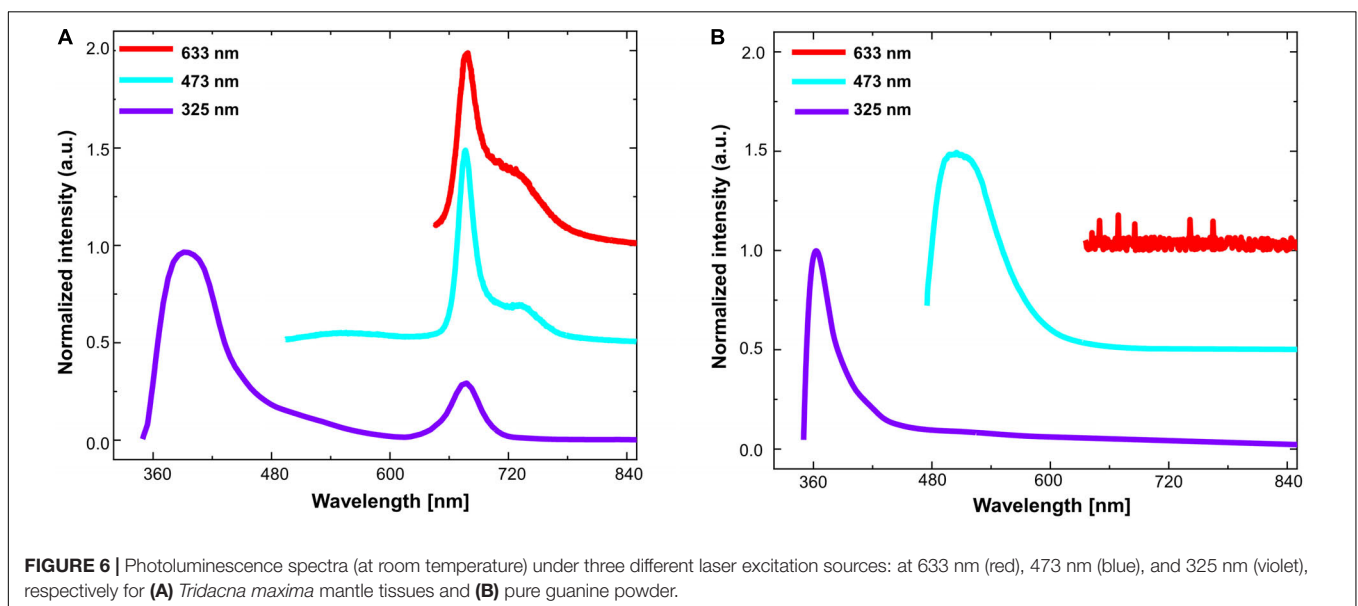 A
633 nm
473 nm
325 nm
2.0
1.5
1.0
0.5
0.0
Normalized intensity (a.u.)
360 480 600 720 840
Wavelength [nm]
B
633 nm
473 nm
325 nm
2.0
1.5
1.0
0.5
0.0
Normalized intensity (a.u.)
360 480 600 720 840
Wavelength [nm]
FIGURE 6 | Photoluminescence spectra (at room temperature) under three different laser excitation sources: at 633 nm (red), 473 nm (blue), and 325 nm (violet),
respectively for (A) Tridacna maxima mantle tissues and (B) pure guanine powder.